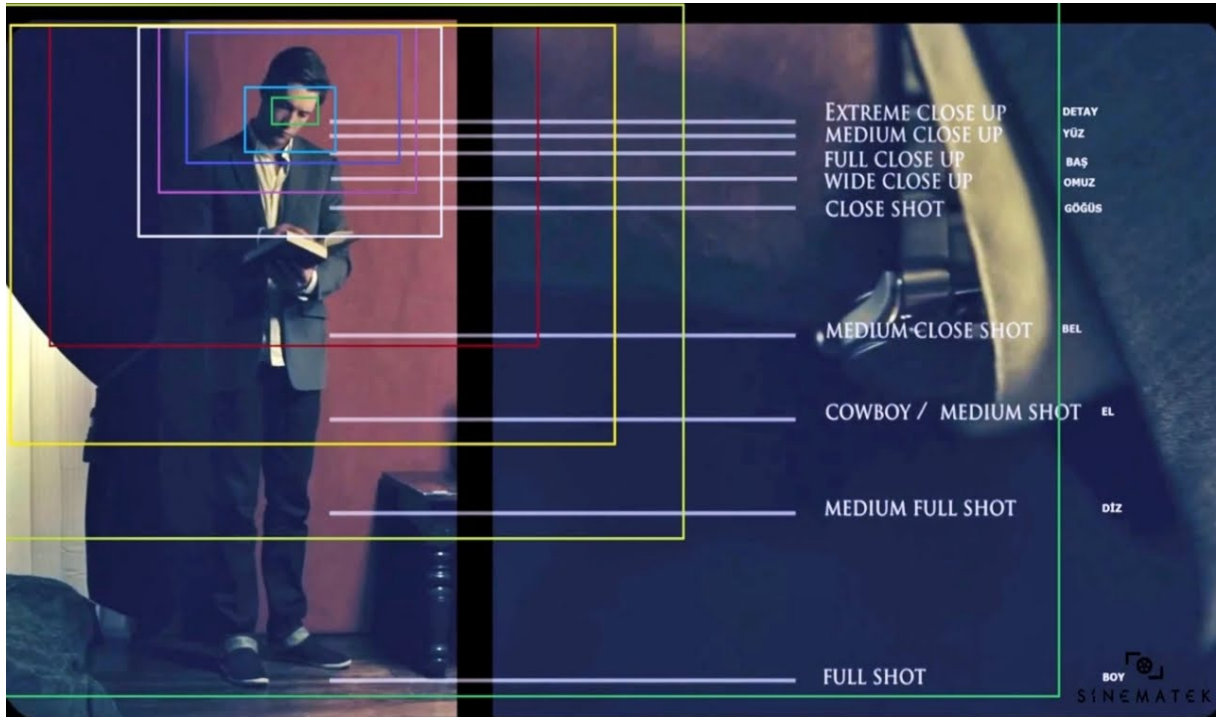 EXTREME CLOSE UP DETAY
MEDIUM CLOSE UP YÜZ
FULL CLOSE UP BAŞ
WIDE CLOSE UP OMUZ
CLOSE SHOT GÖĞÜS
MEDIUM CLOSE SHOT BEL
COWBOY / MEDIUM SHOT EL
MEDIUM FULL SHOT DİZ
FULL SHOT BOY
SİNEMATEK